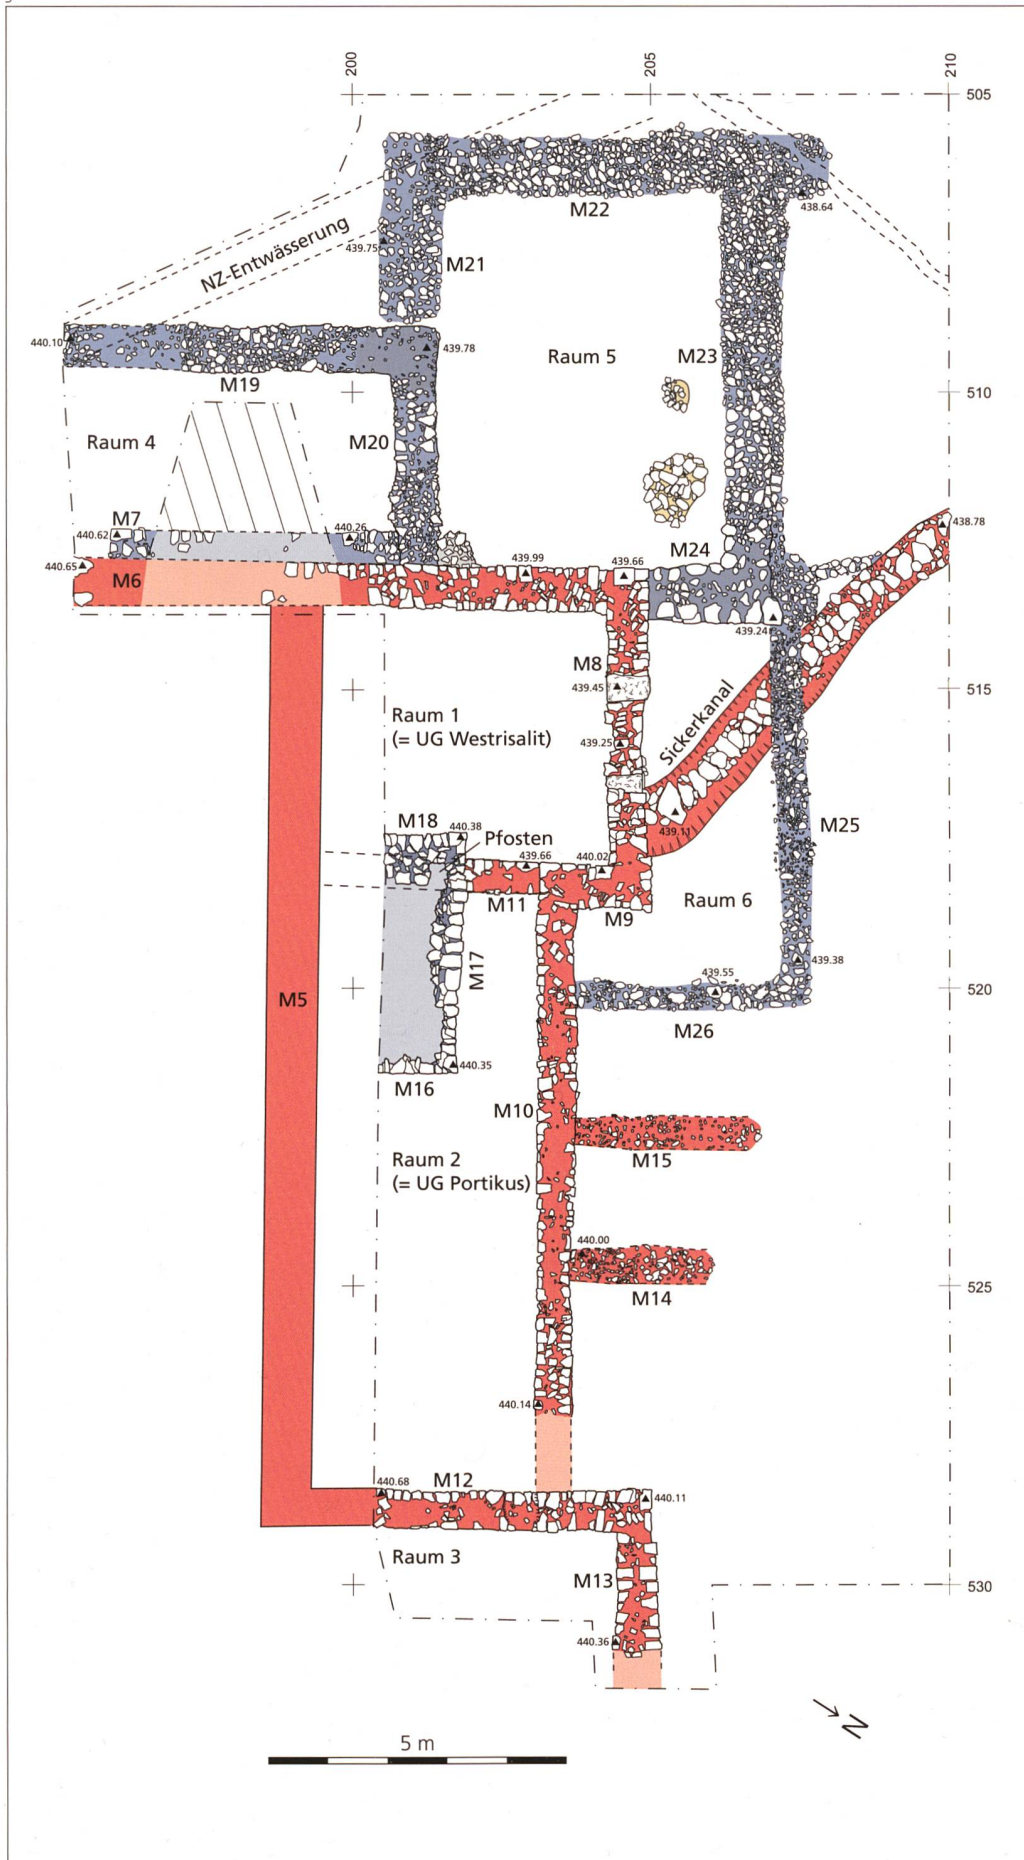 200
205
210
505
M22
438.64
NZ-Entwässerung
439.75
M21
440.10
439.78
Raum 5
M23
M19
510
Raum 4
M20
M7
440.62
440.26
M24
439.99
439.66
438.78
440.65
M6
439.24
M8
439.45
515
Raum 1
(= UG Westrisalit)
439.25
Sickerkanal
439.11
M18
440.38
Pfosten
439.66
440.02
M25
M11
M9
Raum 6
M17
439.38
439.55
M5
520
M26
440.35
M16
M10
M15
Raum 2
(= UG Portikus)
440.00
525
M14
440.14
440.68
M12
440.11
Raum 3
M13
530
440.36
N
5 m